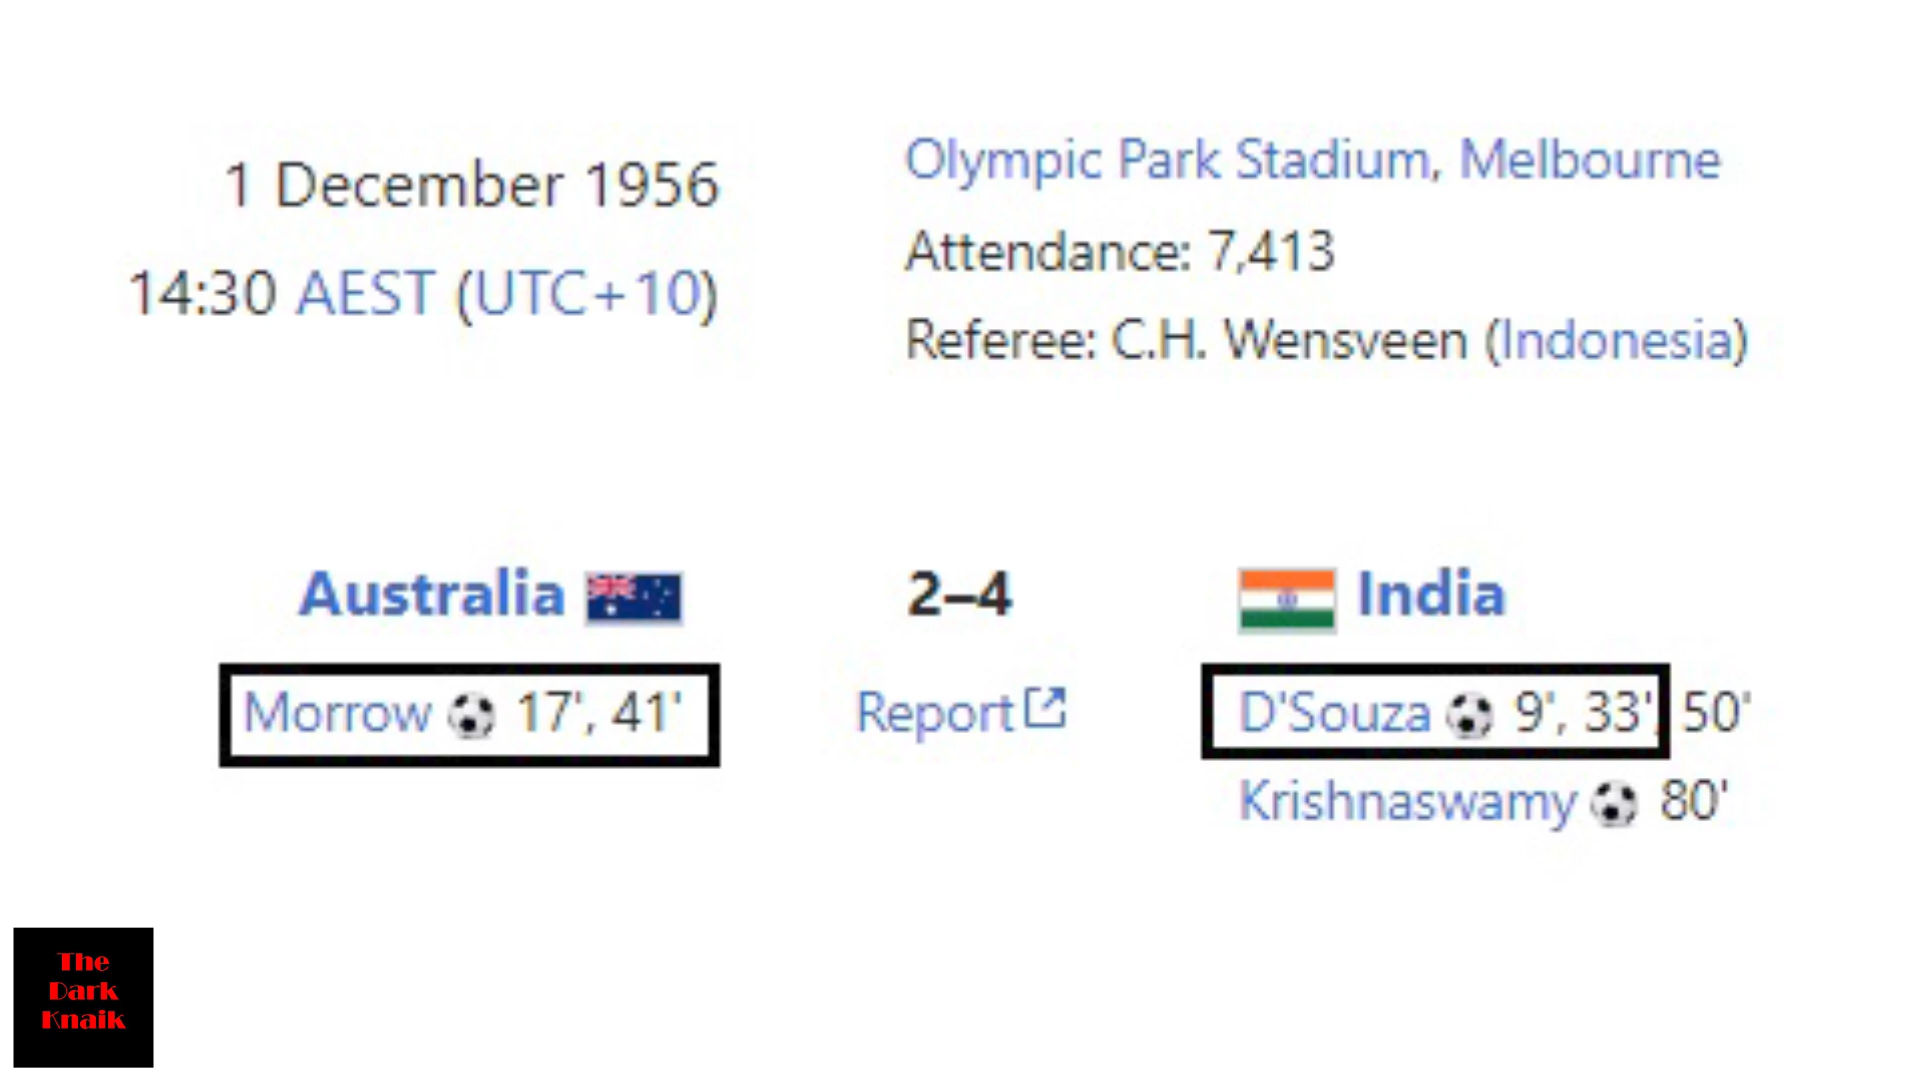 1 December 1956
14:30 AEST (UTC+10)
Olympic Park Stadium, Melbourne
Attendance: 7,413
Referee: C.H. Wensveen (Indonesia)
Australia 2–4 India
Morrow 17', 41' Report D'Souza 9', 33', 50'
Krishnaswamy 80'
The
Dark
Knaik